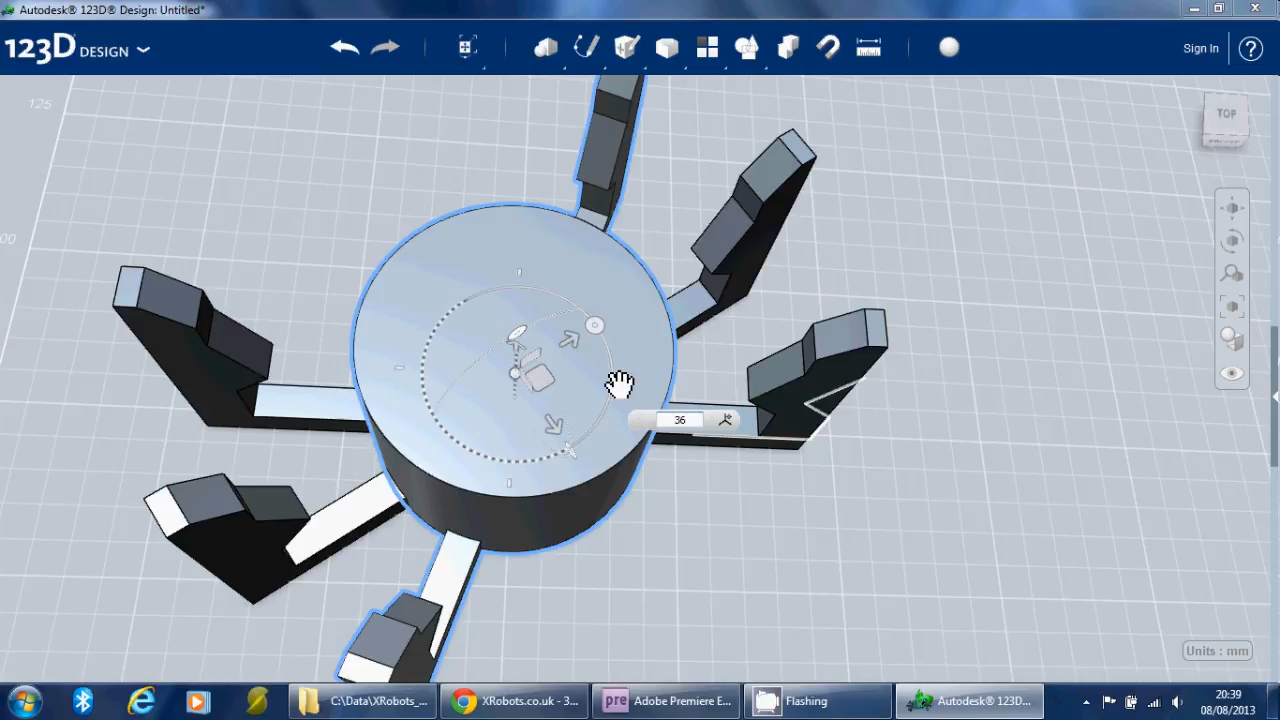 Autodesk® 123D® Design: Untitled*
123D DESIGN
Sign In
?
125
TOP
36
Units : mm
C:\Data\XRobots_...
XRobots.co.uk - 3...
pre
Adobe Premiere E...
Flashing
Autodesk® 123D...
20:39
08/08/2013